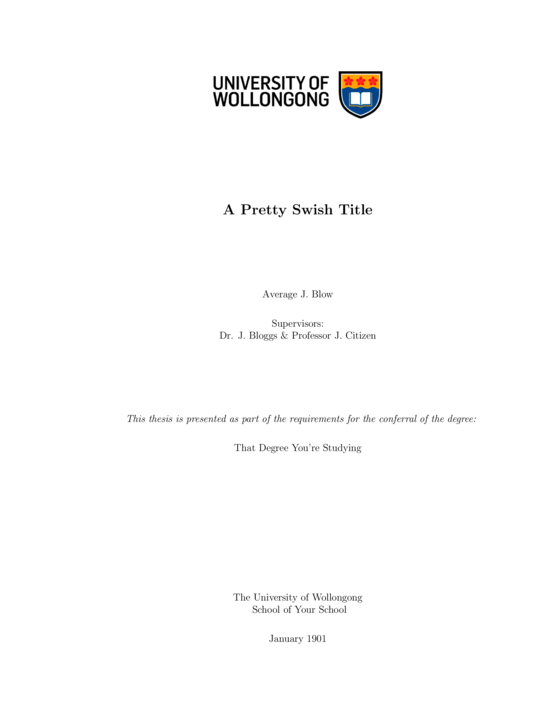 UNIVERSITY OF
WOLLONGONG
A Pretty Swish Title
Average J. Blow
Supervisors:
Dr. J. Bloggs & Professor J. Citizen
This thesis is presented as part of the requirements for the conferral of the degree:
That Degree You're Studying
The University of Wollongong
School of Your School
January 1901